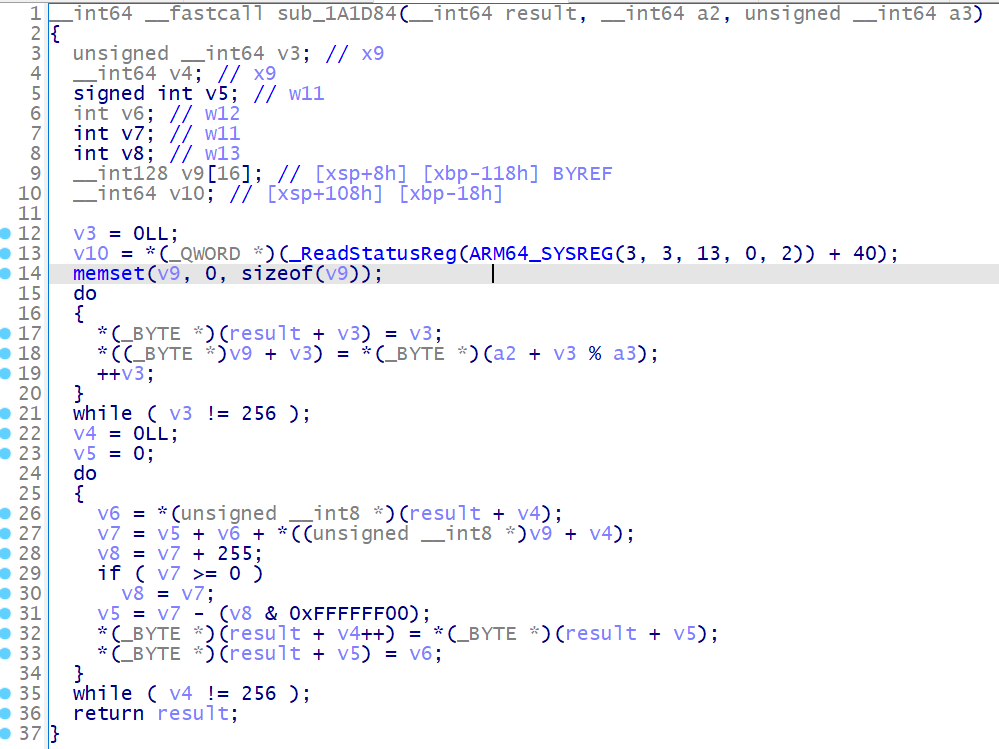 1 __int64 __fastcall sub_1A1D84(__int64 result, __int64 a2, unsigned __int64 a3)
2 {
3   unsigned __int64 v3; // x9
4   __int64 v4; // x9
5   signed int v5; // w11
6   int v6; // w12
7   int v7; // w11
8   int v8; // w13
9   __int128 v9[16]; // [xsp+8h] [xbp-118h] BYREF
10   __int64 v10; // [xsp+108h] [xbp-18h]
11
12   v3 = 0LL;
13   v10 = *(_QWORD *)(_ReadStatusReg(ARM64_SYSREG(3, 3, 13, 0, 2)) + 40);
14   memset(v9, 0, sizeof(v9));
15   do
16   {
17     *(_BYTE *)(result + v3) = v3;
18     *((_BYTE *)v9 + v3) = *(_BYTE *)(a2 + v3 % a3);
19     ++v3;
20   }
21   while ( v3 != 256 );
22   v4 = 0LL;
23   v5 = 0;
24   do
25   {
26     v6 = *(unsigned __int8 *)(result + v4);
27     v7 = v5 + v6 + *((unsigned __int8 *)v9 + v4);
28     v8 = v7 + 255;
29     if ( v7 >= 0 )
30       v8 = v7;
31     v5 = v7 - (v8 & 0xFFFFFF00);
32     *(_BYTE *)(result + v4++) = *(_BYTE *)(result + v5);
33     *(_BYTE *)(result + v5) = v6;
34   }
35   while ( v4 != 256 );
36   return result;
37 }